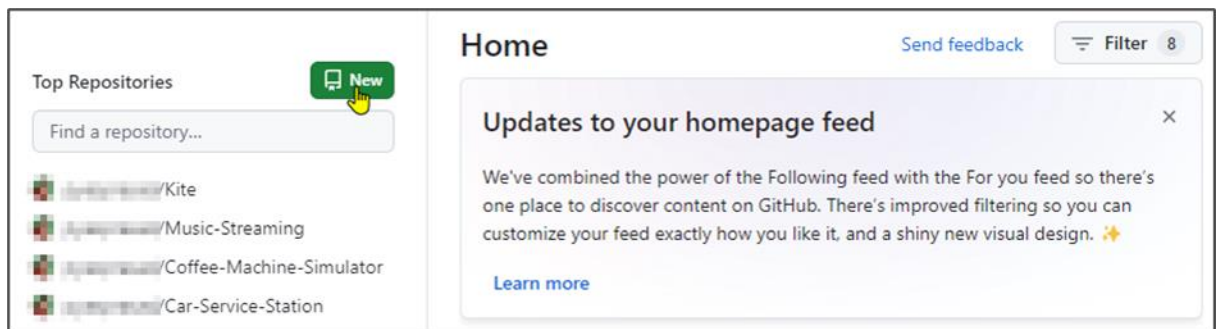 Top Repositories
New
Find a repository...
/Kite
/Music-Streaming
/Coffee-Machine-Simulator
/Car-Service-Station
Home
Send feedback
Filter 8
Updates to your homepage feed
×
We've combined the power of the Following feed with the For you feed so there's
one place to discover content on GitHub. There's improved filtering so you can
customize your feed exactly how you like it, and a shiny new visual design. ✨
Learn more